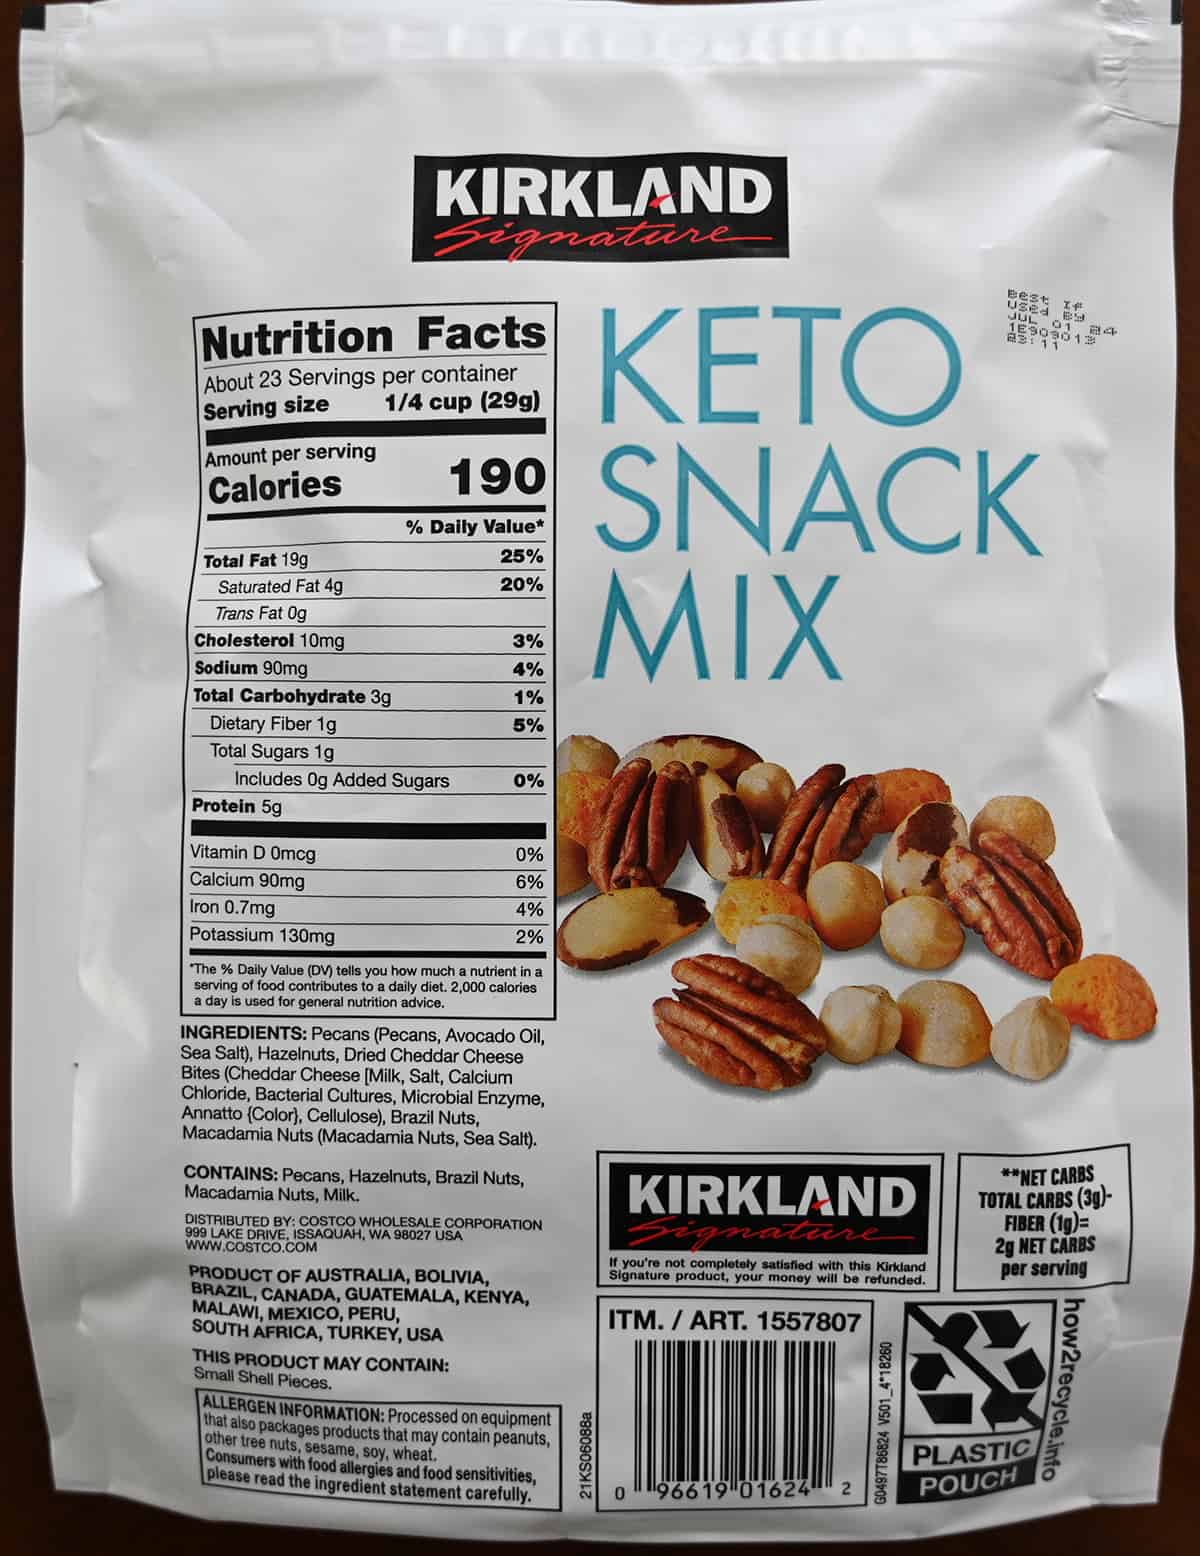 KIRKLAND
Signature
Nutrition Facts
About 23 Servings per container
Serving size 1/4 cup (29g)
Amount per serving
Calories 190
% Daily Value*
Total Fat 19g 25%
Saturated Fat 4g 20%
Trans Fat 0g
Cholesterol 10mg 3%
Sodium 90mg 4%
Total Carbohydrate 3g 1%
Dietary Fiber 1g 5%
Total Sugars 1g
Includes 0g Added Sugars 0%
Protein 5g
Vitamin D 0mcg 0%
Calcium 90mg 6%
Iron 0.7mg 4%
Potassium 130mg 2%
*The % Daily Value (DV) tells you how much a nutrient in a
serving of food contributes to a daily diet. 2,000 calories
a day is used for general nutrition advice.
INGREDIENTS: Pecans (Pecans, Avocado Oil,
Sea Salt), Hazelnuts, Dried Cheddar Cheese
Bites (Cheddar Cheese [Milk, Salt, Calcium
Chloride, Bacterial Cultures, Microbial Enzyme,
Annatto {Color}, Cellulose), Brazil Nuts,
Macadamia Nuts (Macadamia Nuts, Sea Salt).
CONTAINS: Pecans, Hazelnuts, Brazil Nuts,
Macadamia Nuts, Milk.
DISTRIBUTED BY: COSTCO WHOLESALE CORPORATION
999 LAKE DRIVE, ISSAQUAH, WA 98027 USA
WWW.COSTCO.COM
PRODUCT OF AUSTRALIA, BOLIVIA,
BRAZIL, CANADA, GUATEMALA, KENYA,
MALAWI, MEXICO, PERU,
SOUTH AFRICA, TURKEY, USA
THIS PRODUCT MAY CONTAIN:
Small Shell Pieces.
ALLERGEN INFORMATION: Processed on equipment
that also packages products that may contain peanuts,
other tree nuts, sesame, soy, wheat.
Consumers with food allergies and food sensitivities,
please read the ingredient statement carefully.
KETO
SNACK
MIX
KIRKLAND
Signature
If you're not completely satisfied with this Kirkland
Signature product, your money will be refunded.
**NET CARBS
TOTAL CARBS (3g)-
FIBER (1g)=
2g NET CARBS
per serving
21KS06088a
ITM. / ART. 1557807
0 96619 01624 2
G0497T86824 V501_4*18260
how2recycle.info
PLASTIC
POUCH